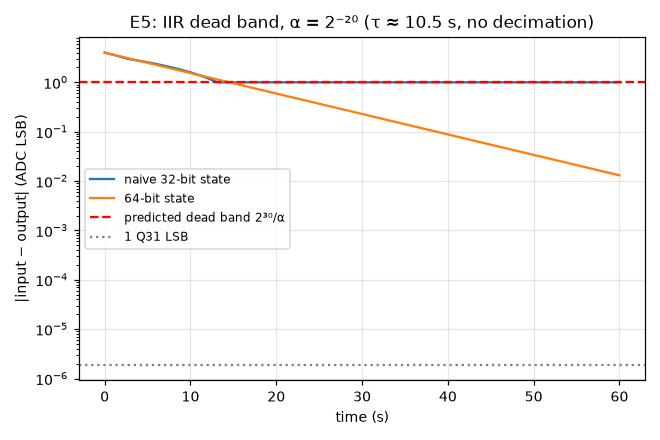 E5: IIR dead band, α = 2⁻²⁰ (τ ≈ 10.5 s, no decimation)
|input − output| (ADC LSB)
10⁰
10⁻¹
10⁻²
10⁻³
10⁻⁴
10⁻⁵
10⁻⁶
naive 32-bit state
64-bit state
predicted dead band 2³⁰/α
1 Q31 LSB
0 10 20 30 40 50 60
time (s)